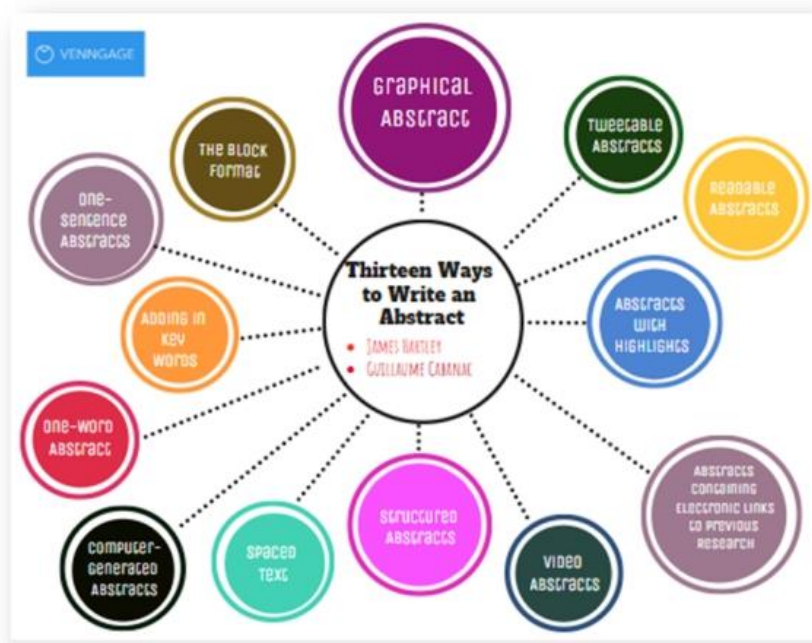 VENNGAGE
Graphical
Abstract
Tweetable
Abstracts
The Block
Format
Readable
Abstracts
One-
Sentence
Abstracts
Thirteen Ways
to Write an
Abstract
• James Hartley
• Guillaume Cabanac
Abstracts
with
Highlights
Adding in
Key
Words
One-Word
Abstract
Abstracts
Containing
Electronic Links
to Previous
Research
Computer-
Generated
Abstracts
Spaced
Text
Structured
Abstracts
Video
Abstracts